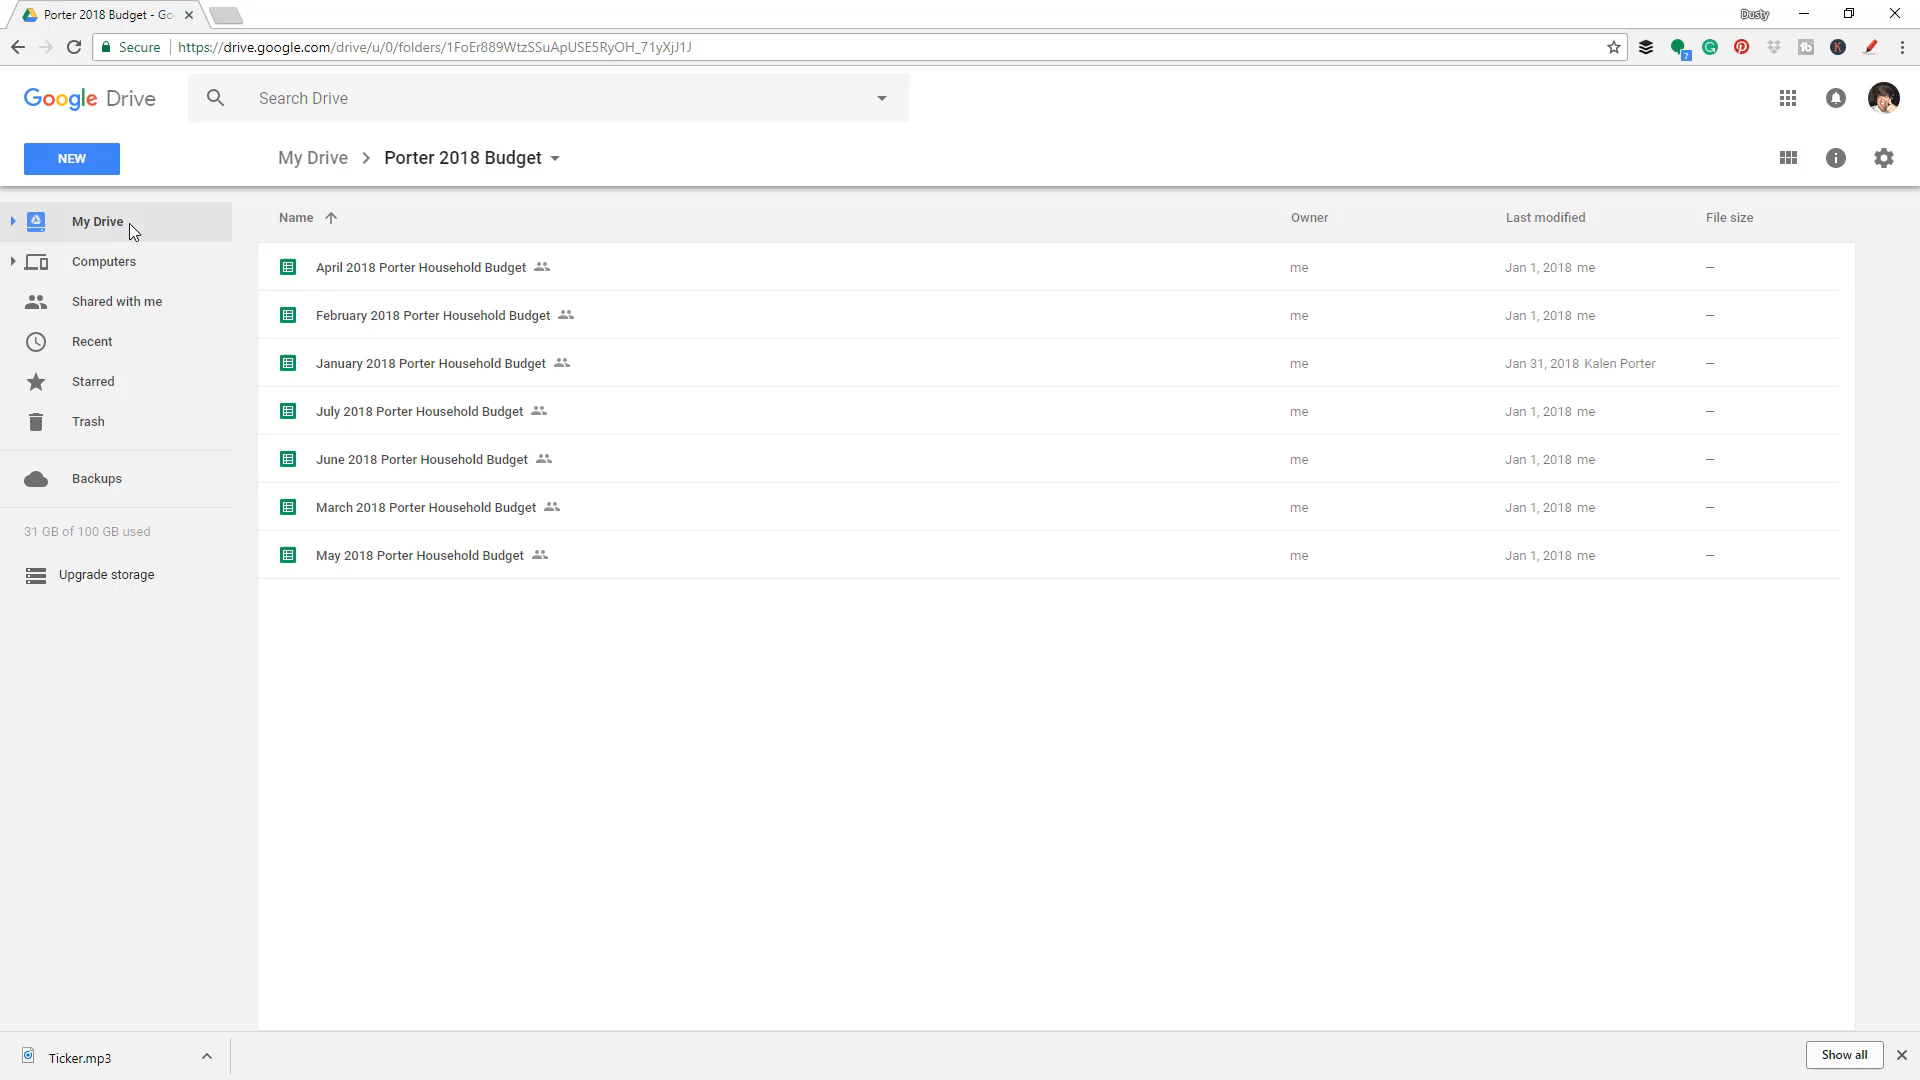 Porter 2018 Budget - Go
Dusty
Secure https://drive.google.com/drive/u/0/folders/1FoEr889WtzSSuApUSE5RyOH_71yXjJ1J
7
Google Drive
Search Drive
NEW
My Drive > Porter 2018 Budget
My Drive
Computers
Shared with me
Recent
Starred
Trash
Backups
31 GB of 100 GB used
Upgrade storage
Name Owner Last modified File size
April 2018 Porter Household Budget me Jan 1, 2018 me —
February 2018 Porter Household Budget me Jan 1, 2018 me —
January 2018 Porter Household Budget me Jan 31, 2018 Kalen Porter —
July 2018 Porter Household Budget me Jan 1, 2018 me —
June 2018 Porter Household Budget me Jan 1, 2018 me —
March 2018 Porter Household Budget me Jan 1, 2018 me —
May 2018 Porter Household Budget me Jan 1, 2018 me —
Ticker.mp3
Show all